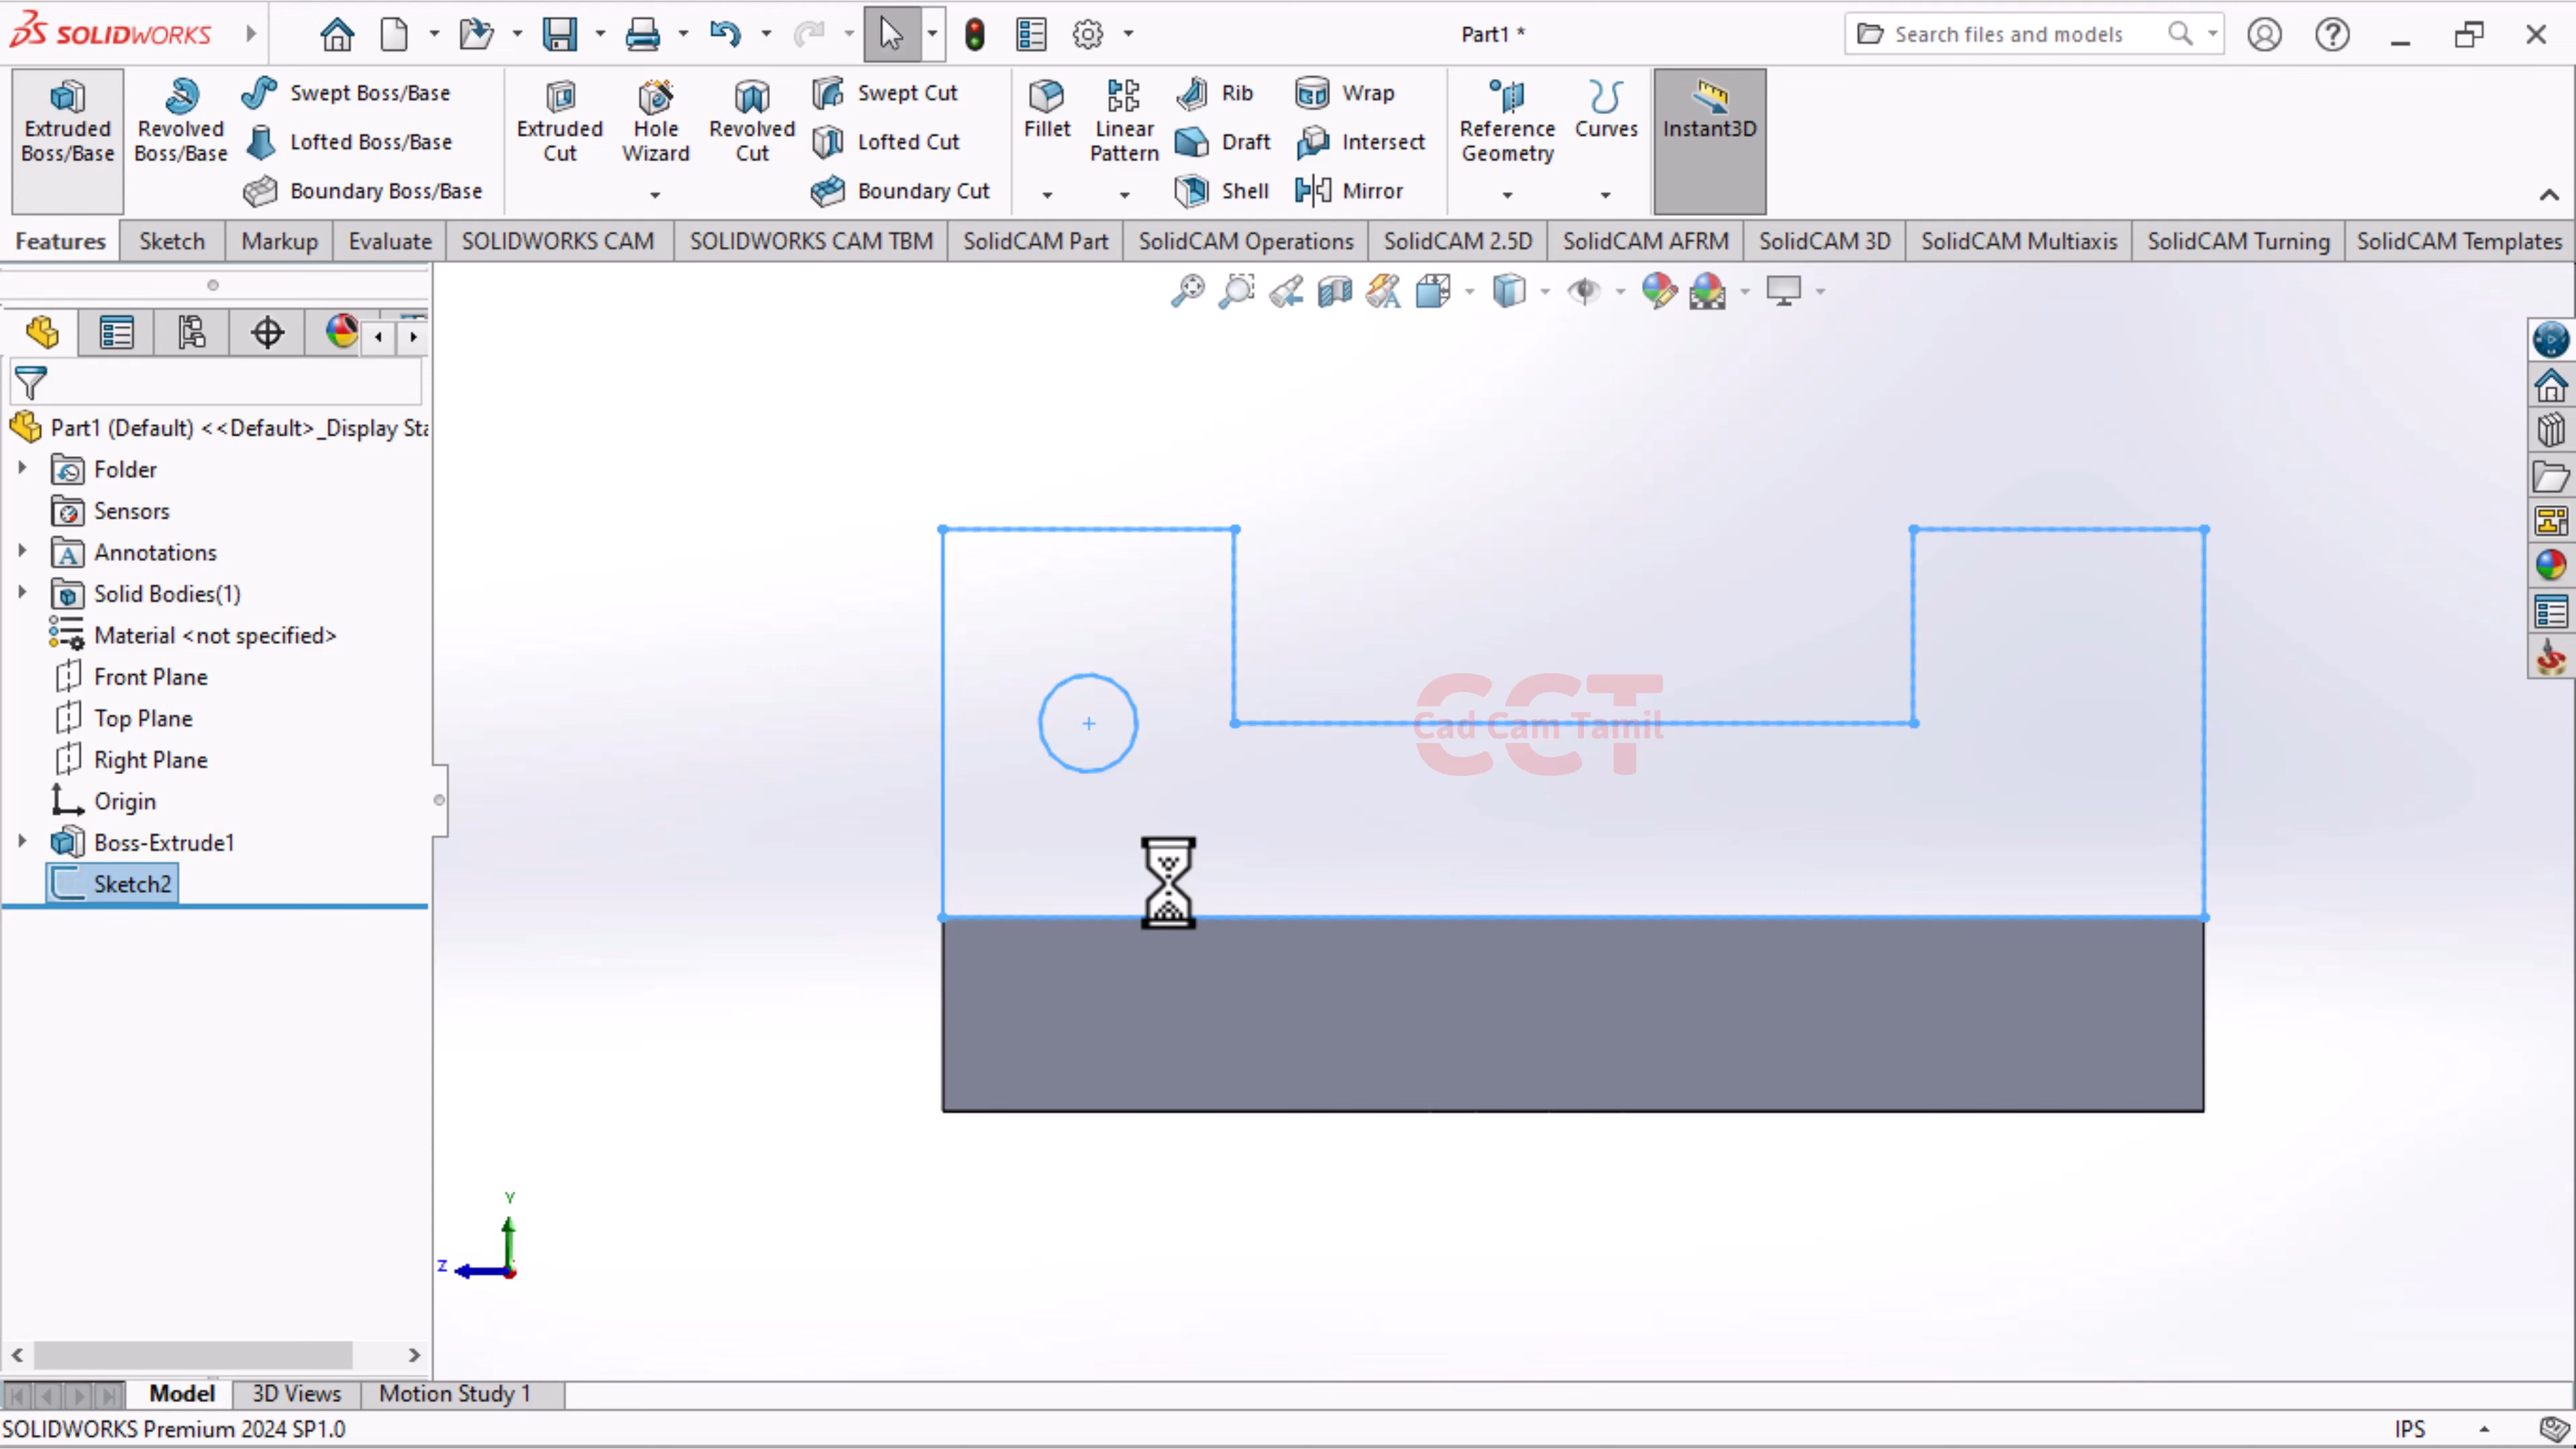 SOLIDWORKS
Part1 *
Search files and models
Extruded Boss/Base
Revolved Boss/Base
Swept Boss/Base
Lofted Boss/Base
Boundary Boss/Base
Extruded Cut
Hole Wizard
Revolved Cut
Swept Cut
Lofted Cut
Boundary Cut
Fillet
Linear Pattern
Rib
Draft
Shell
Wrap
Intersect
Mirror
Reference Geometry
Curves
Instant3D
Features
Sketch
Markup
Evaluate
SOLIDWORKS CAM
SOLIDWORKS CAM TBM
SolidCAM Part
SolidCAM Operations
SolidCAM 2.5D
SolidCAM AFRM
SolidCAM 3D
SolidCAM Multiaxis
SolidCAM Turning
SolidCAM Templates
Part1 (Default) <<Default>_Display Sta
Folder
Sensors
Annotations
Solid Bodies(1)
Material <not specified>
Front Plane
Top Plane
Right Plane
Origin
Boss-Extrude1
Sketch2
CCT
Cad Cam Tamil
Y
Z
Model
3D Views
Motion Study 1
SOLIDWORKS Premium 2024 SP1.0
IPS